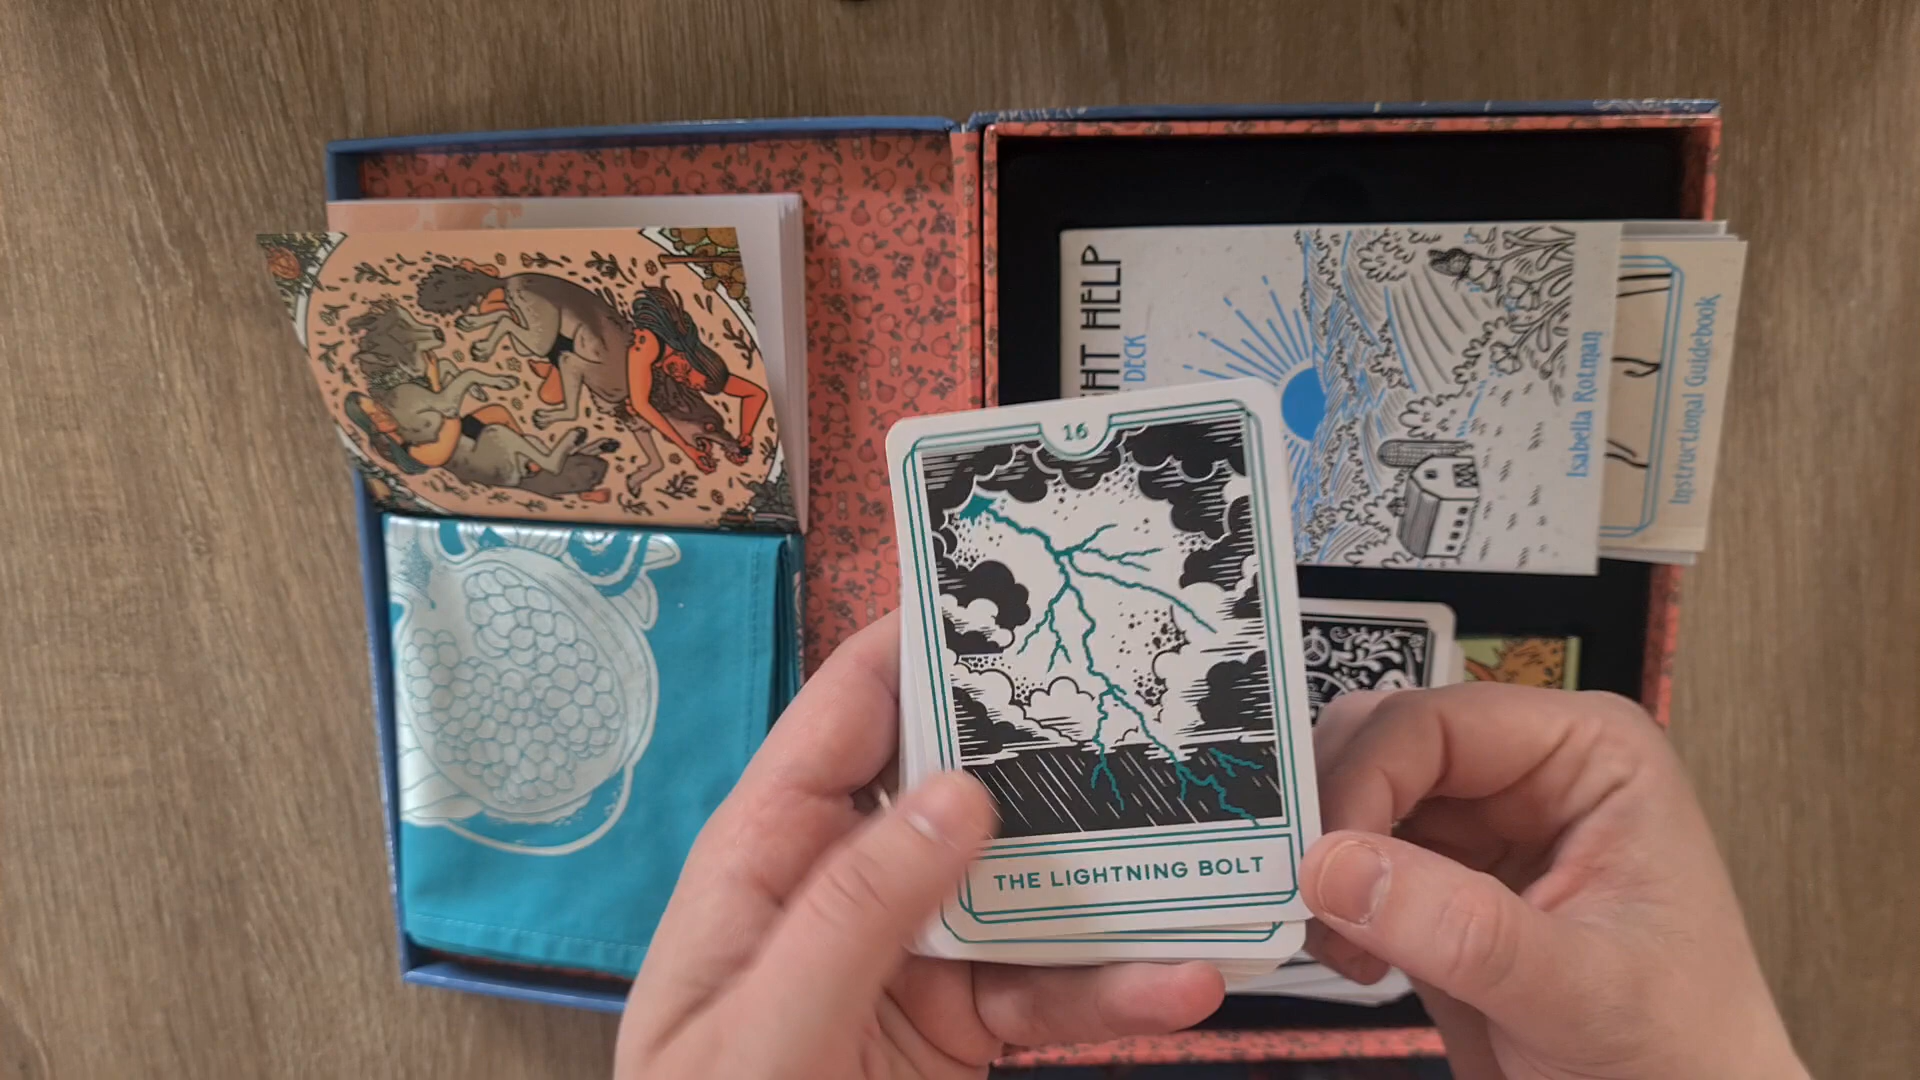 HT HELP
DECK
Isabella Rotman
Instructional Guidebook
16
THE LIGHTNING BOLT